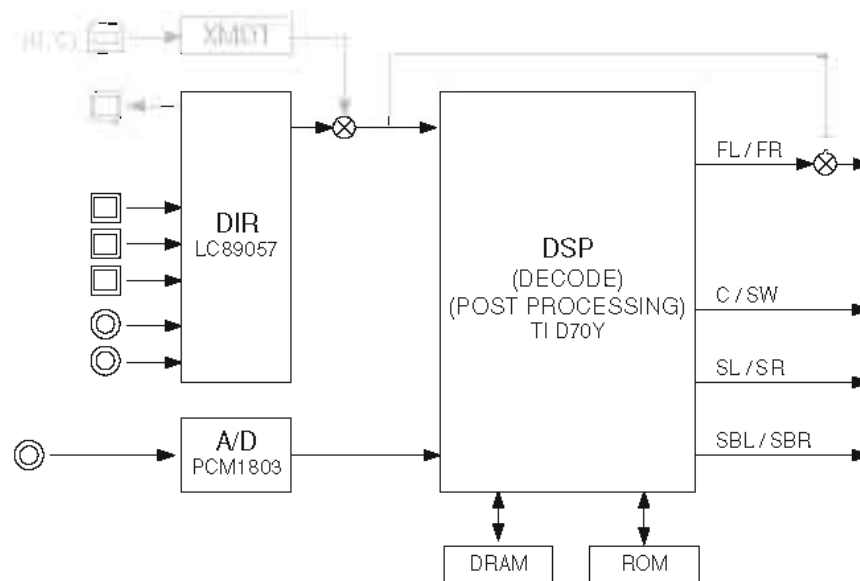 XMDT
DIR
LC89057
A/D
PCM1803
DSP
(DECODE)
(POST PROCESSING)
TI D70Y
FL / FR
C / SW
SL / SR
SBL / SBR
DRAM
ROM